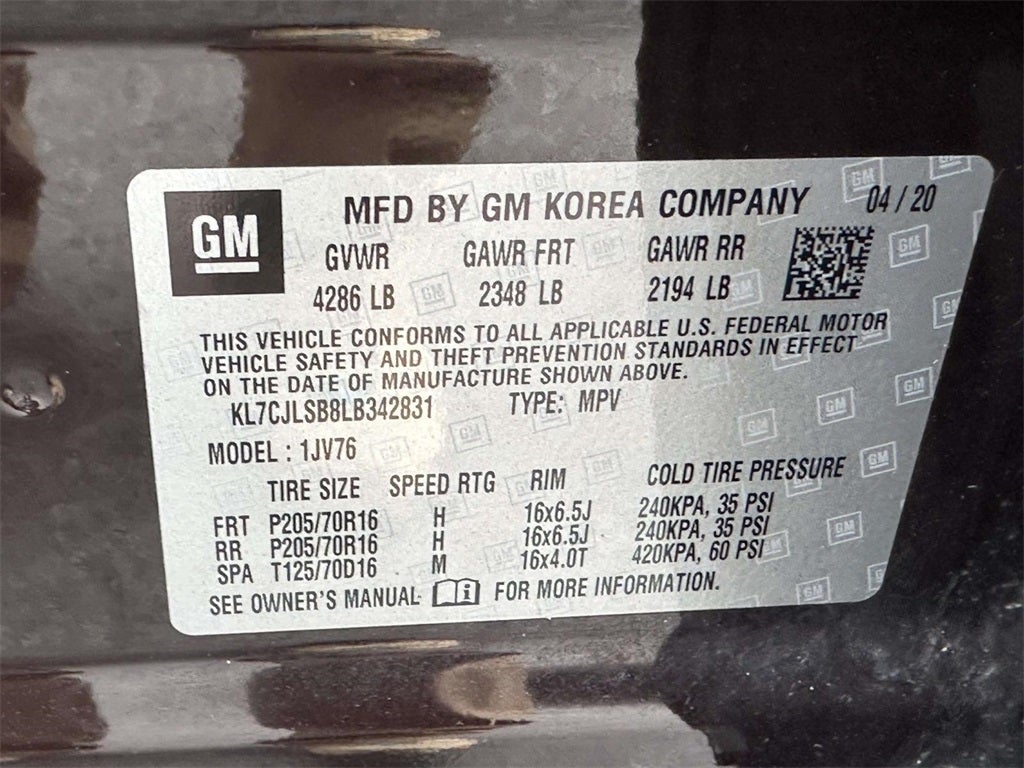 GM
MFD BY GM KOREA COMPANY 04 / 20
GVWR GAWR FRT GAWR RR
4286 LB 2348 LB 2194 LB
THIS VEHICLE CONFORMS TO ALL APPLICABLE U.S. FEDERAL MOTOR
VEHICLE SAFETY AND THEFT PREVENTION STANDARDS IN EFFECT
ON THE DATE OF MANUFACTURE SHOWN ABOVE.
KL7CJLSB8LB342831 TYPE: MPV
MODEL : 1JV76
TIRE SIZE SPEED RTG RIM COLD TIRE PRESSURE
FRT P205/70R16 H 16x6.5J 240KPA, 35 PSI
RR P205/70R16 H 16x6.5J 240KPA, 35 PSI
SPA T125/70D16 M 16x4.0T 420KPA, 60 PSI
SEE OWNER'S MANUAL i FOR MORE INFORMATION.